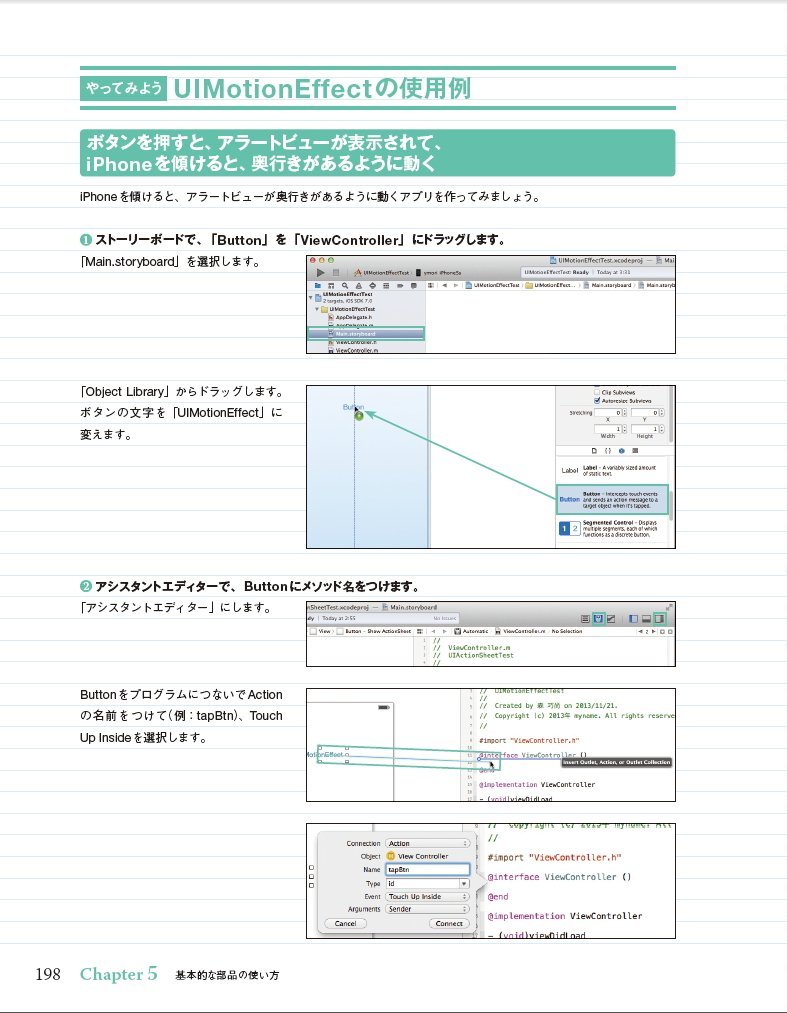 やってみよう UIMotionEffectの使用例
ボタンを押すと、アラートビューが表示されて、
iPhoneを傾けると、奥行きがあるように動く
iPhoneを傾けると、アラートビューが奥行きがあるように動くアプリを作ってみましょう。
❶ ストーリーボードで、「Button」を「ViewController」にドラッグします。
「Main.storyboard」を選択します。
UIMotionEffectTest.xcodeproj — Mai
UIMotionEffectTest ymori iPhone5s
UIMotionEffectTest: Ready Today at 3:31
UIMotionEffectTest UIMotionEffect... Main.storyboard Main.storyb
UIMotionEffectTest
2 targets, iOS SDK 7.0
UIMotionEffectTest
AppDelegate.h
AppDelegate.m
Main.storyboard
ViewController.h
ViewController.m
「Object Library」からドラッグします。
ボタンの文字を「UIMotionEffect」に
変えます。
Button
Clip Subviews
Autoresize Subviews
Stretching 0 0
X Y
1 1
Width Height
Label Label - A variably sized amount
of static text.
Button Button - Intercepts touch events
and sends an action message to a
target object when it's tapped.
1 2 Segmented Control - Displays
multiple segments, each of which
functions as a discrete button.
❷ アシスタントエディターで、Buttonにメソッド名をつけます。
「アシスタントエディター」にします。
nSheetTest.xcodeproj — Main.storyboard
dy Today at 2:55 No Issues
View Button - Show ActionSheet Automatic ViewController.m No Selection 2
//
// ViewController.m
// UIActionSheetTest
//
Buttonをプログラムにつないで Action
の名前をつけて（例：tapBtn）、Touch
Up Insideを選択します。
// UIMotionEffectTest
//
// Created by 森 巧尚 on 2013/11/21.
// Copyright (c) 2013年 myname. All rights reserve
//
#import "ViewController.h"
@interface ViewController ()
MotionEffect
Insert Outlet, Action, or Outlet Collection
@end
@implementation ViewController
- (void)viewDidLoad
// Copyright (c) 2013年 myname. All
//
#import "ViewController.h"
@interface ViewController ()
@end
@implementation ViewController
- (void)viewDidLoad
Connection Action
Object View Controller
Name tapBtn
Type id
Event Touch Up Inside
Arguments Sender
Cancel Connect
198 Chapter 5 基本的な部品の使い方